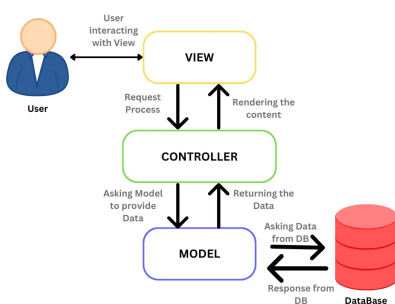 User
interacting
with View
VIEW
User
Request
Process
Rendering the
content
CONTROLLER
Asking Model
to provide
Data
Returning the
Data
MODEL
Asking Data
from DB
Response from
DB
DataBase